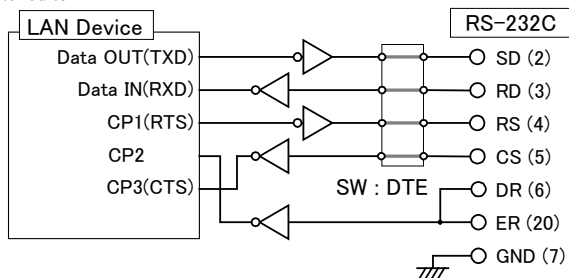 LAN Device
RS-232C
Data OUT(TXD)
SD (2)
Data IN(RXD)
RD (3)
CP1(RTS)
RS (4)
CP2
CS (5)
CP3(CTS)
SW : DTE
DR (6)
ER (20)
GND (7)